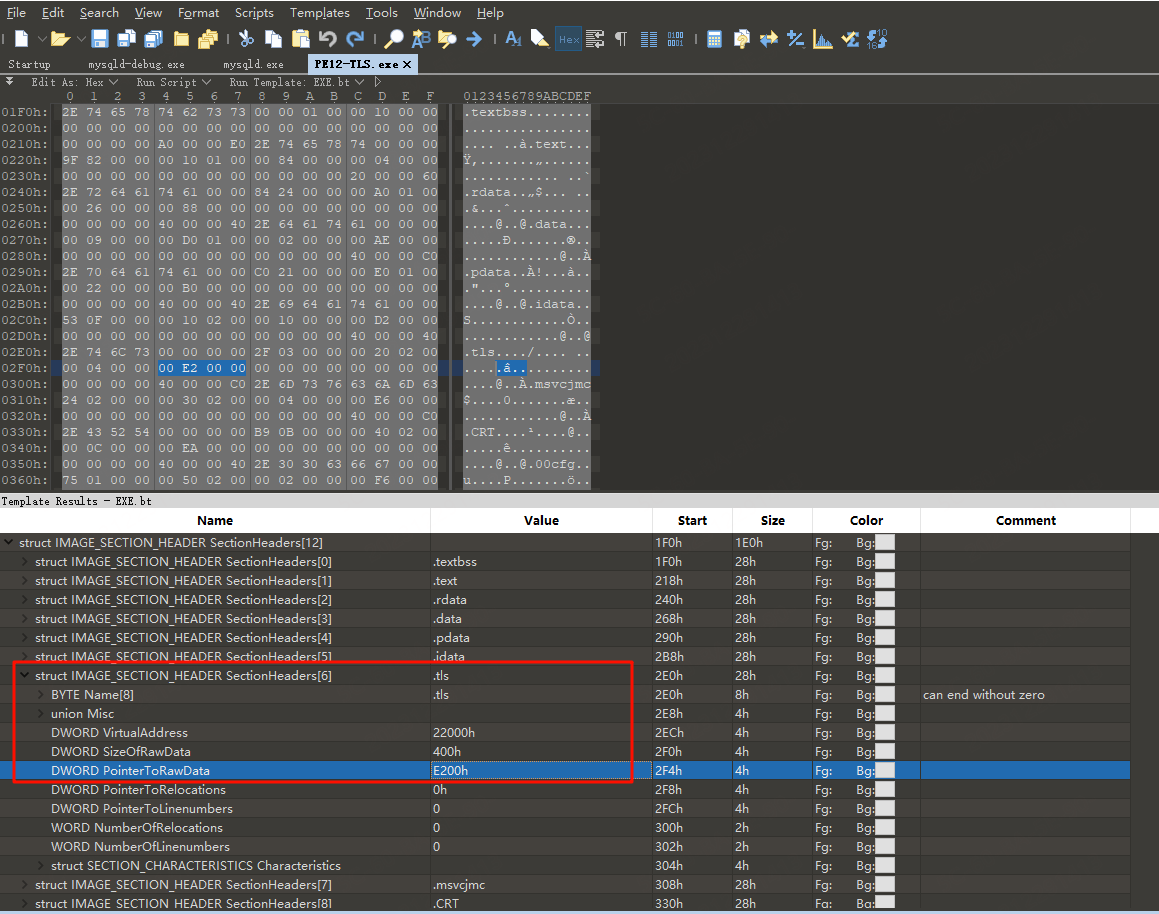 File Edit Search View Format Scripts Templates Tools Window Help
Startup mysqld-debug.exe mysqld.exe PE12-TLS.exe ×
Edit As: Hex Run Script Run Template: EXE.bt
0 1 2 3 4 5 6 7 8 9 A B C D E F 0123456789ABCDEF
01F0h: 2E 74 65 78 74 62 73 73 00 00 01 00 00 10 00 00 .textbss........
0200h: 00 00 00 00 00 00 00 00 00 00 00 00 00 00 00 00 ................
0210h: 00 00 00 00 A0 00 00 E0 2E 74 65 78 74 00 00 00 .... ..à.text...
0220h: 9F 82 00 00 00 10 01 00 00 84 00 00 00 04 00 00 Ÿ‚.......„......
0230h: 00 00 00 00 00 00 00 00 00 00 00 00 20 00 00 60 ............ ..`
0240h: 2E 72 64 61 74 61 00 00 84 24 00 00 00 A0 01 00 .rdata..„$... ..
0250h: 00 26 00 00 00 88 00 00 00 00 00 00 00 00 00 00 .&...ˆ..........
0260h: 00 00 00 00 40 00 00 40 2E 64 61 74 61 00 00 00 ....@..@.data...
0270h: 00 09 00 00 00 D0 01 00 00 02 00 00 00 AE 00 00 .....Ð.......®..
0280h: 00 00 00 00 00 00 00 00 00 00 00 00 40 00 00 C0 ............@..À
0290h: 2E 70 64 61 74 61 00 00 C0 21 00 00 00 E0 01 00 .pdata..À!...à..
02A0h: 00 22 00 00 00 B0 00 00 00 00 00 00 00 00 00 00 ."...°..........
02B0h: 00 00 00 00 40 00 00 40 2E 69 64 61 74 61 00 00 ....@..@.idata..
02C0h: 53 0F 00 00 00 10 02 00 00 10 00 00 00 D2 00 00 S............Ò..
02D0h: 00 00 00 00 00 00 00 00 00 00 00 00 40 00 00 40 ............@..@
02E0h: 2E 74 6C 73 00 00 00 00 2F 03 00 00 00 20 02 00 .tls..../.... ..
02F0h: 00 04 00 00 00 E2 00 00 00 00 00 00 00 00 00 00 .....â..........
0300h: 00 00 00 00 40 00 00 C0 2E 6D 73 76 63 6A 6D 63 ....@..À.msvcjmc
0310h: 24 02 00 00 00 30 02 00 00 04 00 00 00 E6 00 00 $....0.......æ..
0320h: 00 00 00 00 00 00 00 00 00 00 00 00 40 00 00 C0 ............@..À
0330h: 2E 43 52 54 00 00 00 00 B9 0B 00 00 00 40 02 00 .CRT....¹....@..
0340h: 00 0C 00 00 00 EA 00 00 00 00 00 00 00 00 00 00 .....ê..........
0350h: 00 00 00 00 40 00 00 40 2E 30 30 63 66 67 00 00 ....@..@.00cfg..
0360h: 75 01 00 00 00 50 02 00 00 02 00 00 00 F6 00 00 u....P.......ö..
Template Results - EXE.bt
Name Value Start Size Color Comment
struct IMAGE_SECTION_HEADER SectionHeaders[12] 1F0h 1E0h Fg: Bg:
struct IMAGE_SECTION_HEADER SectionHeaders[0] .textbss 1F0h 28h Fg: Bg:
struct IMAGE_SECTION_HEADER SectionHeaders[1] .text 218h 28h Fg: Bg:
struct IMAGE_SECTION_HEADER SectionHeaders[2] .rdata 240h 28h Fg: Bg:
struct IMAGE_SECTION_HEADER SectionHeaders[3] .data 268h 28h Fg: Bg:
struct IMAGE_SECTION_HEADER SectionHeaders[4] .pdata 290h 28h Fg: Bg:
struct IMAGE_SECTION_HEADER SectionHeaders[5] .idata 2B8h 28h Fg: Bg:
struct IMAGE_SECTION_HEADER SectionHeaders[6] .tls 2E0h 28h Fg: Bg:
BYTE Name[8] .tls 2E0h 8h Fg: Bg: can end without zero
union Misc 2E8h 4h Fg: Bg:
DWORD VirtualAddress 22000h 2ECh 4h Fg: Bg:
DWORD SizeOfRawData 400h 2F0h 4h Fg: Bg:
DWORD PointerToRawData E200h 2F4h 4h Fg: Bg:
DWORD PointerToRelocations 0h 2F8h 4h Fg: Bg:
DWORD PointerToLinenumbers 0 2FCh 4h Fg: Bg:
WORD NumberOfRelocations 0 300h 2h Fg: Bg:
WORD NumberOfLinenumbers 0 302h 2h Fg: Bg:
struct SECTION_CHARACTERISTICS Characteristics 304h 4h Fg: Bg:
struct IMAGE_SECTION_HEADER SectionHeaders[7] .msvcjmc 308h 28h Fg: Bg:
struct IMAGE_SECTION_HEADER SectionHeaders[8] .CRT 330h 28h Fg: Bg: